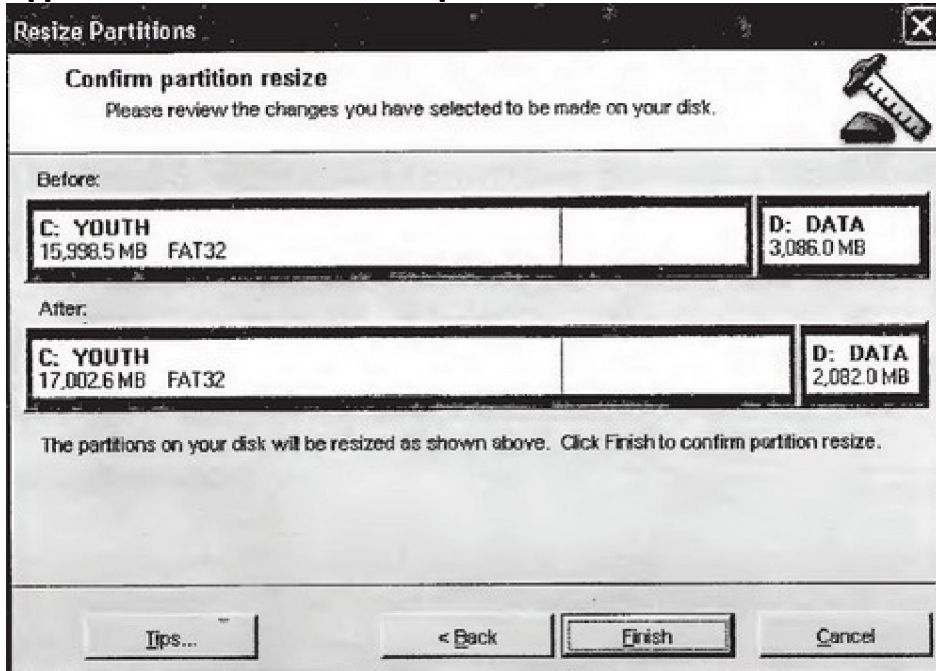 Resize Partitions
Confirm partition resize
Please review the changes you have selected to be made on your disk.
Before:
C: YOUTH
15,998.5 MB FAT32
D: DATA
3,086.0 MB
After:
C: YOUTH
17,002.6 MB FAT32
D: DATA
2,082.0 MB
The partitions on your disk will be resized as shown above. Click Finish to confirm partition resize.
Tips...
< Back
Finish
Cancel